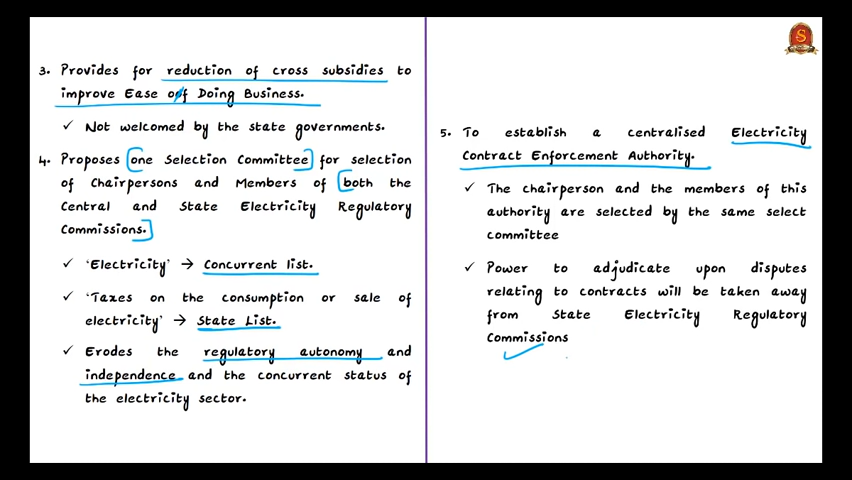 3. Provides for reduction of cross subsidies to
improve Ease of Doing Business.
✓ Not welcomed by the state governments.
4. Proposes one Selection Committee for selection
of Chairpersons and Members of both the
Central and State Electricity Regulatory
Commissions.
✓ 'Electricity' → Concurrent list.
✓ 'Taxes on the consumption or sale of
electricity' → State List.
✓ Erodes the regulatory autonomy and
independence and the concurrent status of
the electricity sector.
5. To establish a centralised Electricity
Contract Enforcement Authority.
✓ The chairperson and the members of this
authority are selected by the same select
committee
✓ Power to adjudicate upon disputes
relating to contracts will be taken away
from State Electricity Regulatory
Commissions
S